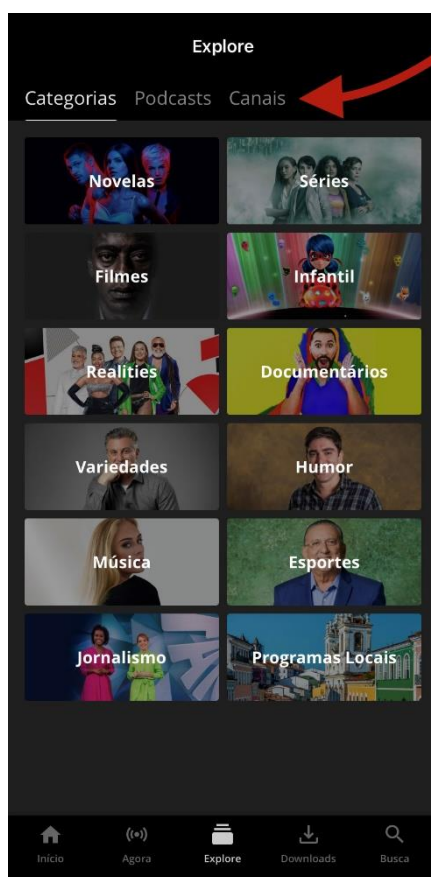 Explore
Categorias Podcasts Canais
Novelas Séries
Filmes Infantil
Realities Documentários
Variedades Humor
Música Esportes
Jornalismo Programas Locais
Início Agora Explore Downloads Busca